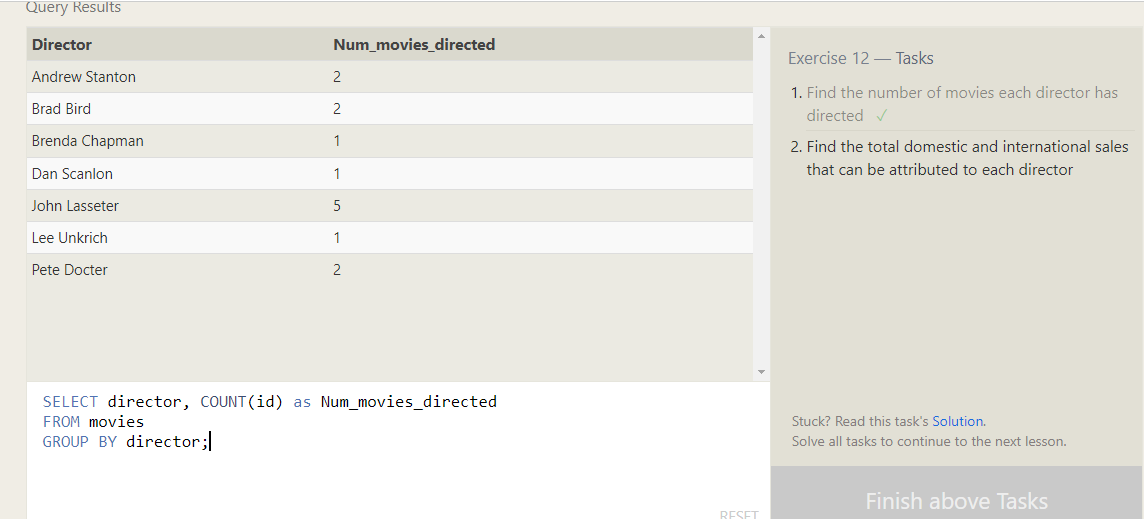 Query Results
Director Num_movies_directed
Andrew Stanton 2
Brad Bird 2
Brenda Chapman 1
Dan Scanlon 1
John Lasseter 5
Lee Unkrich 1
Pete Docter 2
SELECT director, COUNT(id) as Num_movies_directed
FROM movies
GROUP BY director;
RESET
Exercise 12 — Tasks
1. Find the number of movies each director has
directed ✓
2. Find the total domestic and international sales
that can be attributed to each director
Stuck? Read this task's Solution.
Solve all tasks to continue to the next lesson.
Finish above Tasks